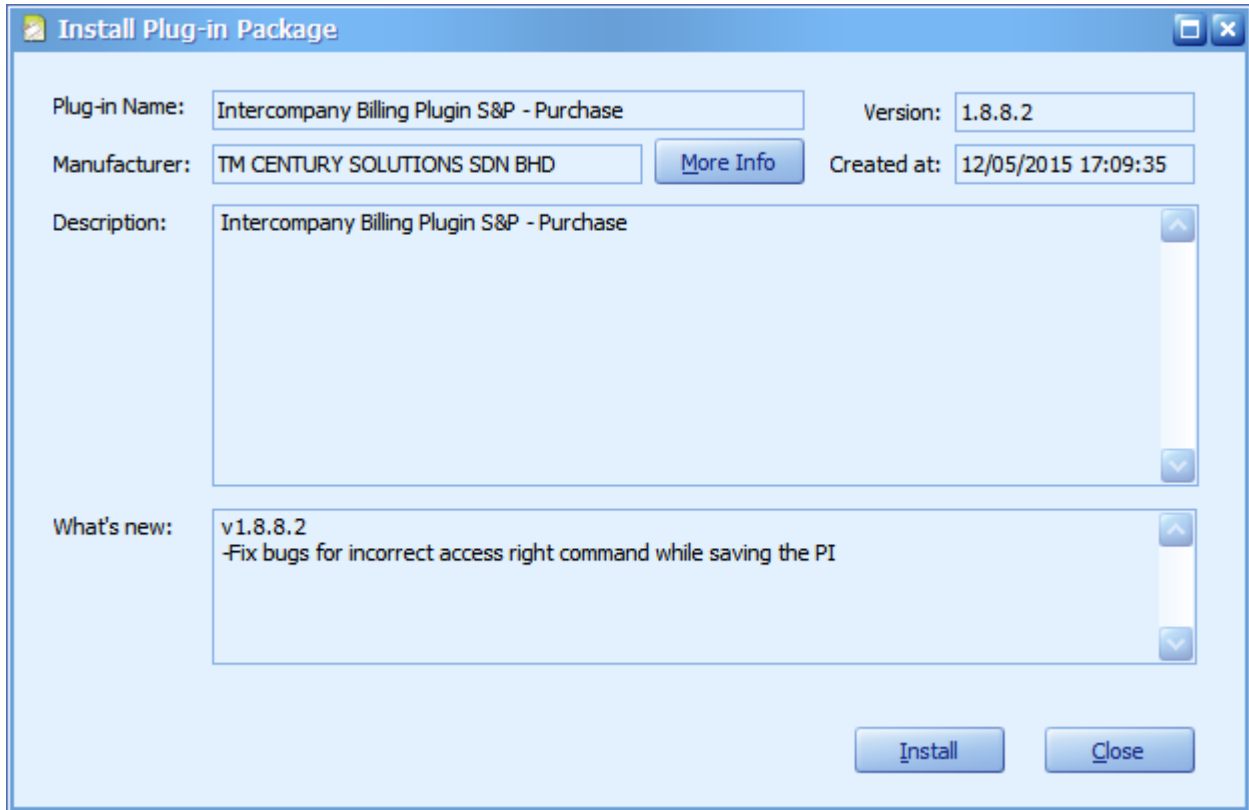 Install Plug-in Package
Plug-in Name: Intercompany Billing Plugin S&P - Purchase Version: 1.8.8.2
Manufacturer: TM CENTURY SOLUTIONS SDN BHD More Info Created at: 12/05/2015 17:09:35
Description: Intercompany Billing Plugin S&P - Purchase
What's new: v1.8.8.2
-Fix bugs for incorrect access right command while saving the PI
Install Close